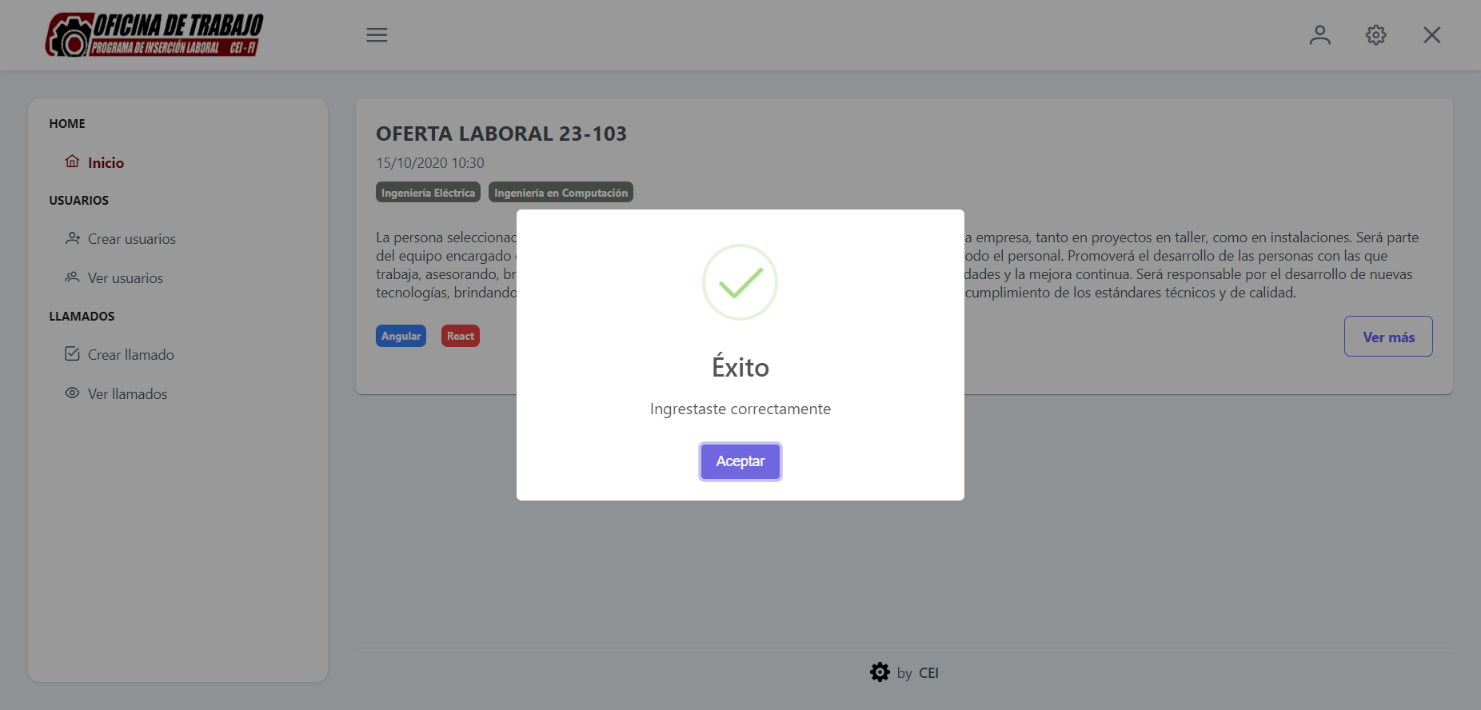 OFICINA DE TRABAJO
PROGRAMA DE INSERCIÓN LABORAL CEI - FI
HOME
Inicio
USUARIOS
Crear usuarios
Ver usuarios
LLAMADOS
Crear llamado
Ver llamados
OFERTA LABORAL 23-103
15/10/2020 10:30
Ingeniería Eléctrica Ingeniería en Computación
La persona seleccionad a empresa, tanto en proyectos en taller, como en instalaciones. Será parte
del equipo encargado odo el personal. Promoverá el desarrollo de las personas con las que
trabaja, asesorando, br dades y la mejora continua. Será responsable por el desarrollo de nuevas
tecnologías, brindando cumplimiento de los estándares técnicos y de calidad.
Angular React
Ver más
Éxito
Ingrestaste correctamente
Aceptar
by CEI